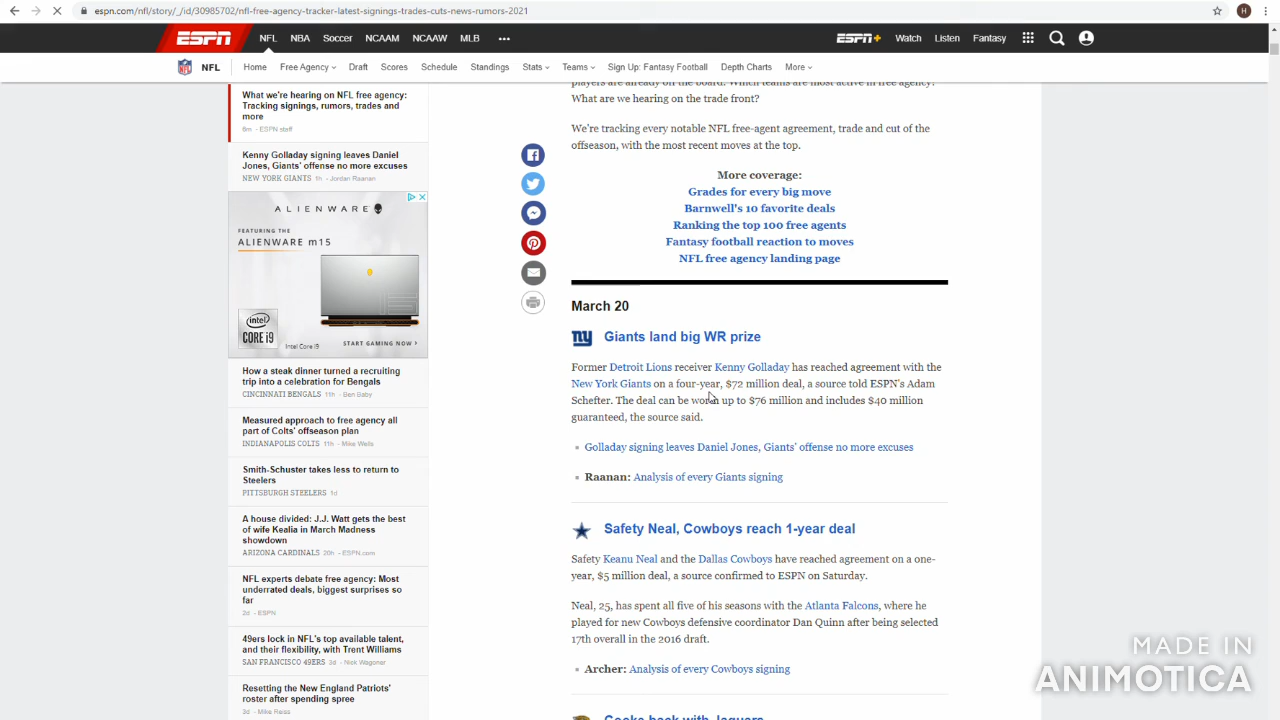 espn.com/nfl/story/_/id/30985702/nfl-free-agency-tracker-latest-signings-trades-cuts-news-rumors-2021
H
ESPN
NFL
NBA
Soccer
NCAAM
NCAAW
MLB
ESPN+
Watch
Listen
Fantasy
NFL
Home
Free Agency
Draft
Scores
Schedule
Standings
Stats
Teams
Sign Up: Fantasy Football
Depth Charts
More
What we're hearing on NFL free agency:
Tracking signings, rumors, trades and
more
6m - ESPN staff
Kenny Golladay signing leaves Daniel
Jones, Giants' offense no more excuses
NEW YORK GIANTS 1h - Jordan Raanan
ALIENWARE
FEATURING THE
ALIENWARE m15
intel
CORE i9
Intel Core i9
START GAMING NOW >
How a steak dinner turned a recruiting
trip into a celebration for Bengals
CINCINNATI BENGALS 11h - Ben Baby
Measured approach to free agency all
part of Colts' offseason plan
INDIANAPOLIS COLTS 11h - Mike Wells
Smith-Schuster takes less to return to
Steelers
PITTSBURGH STEELERS 1d
A house divided: J.J. Watt gets the best
of wife Kealia in March Madness
showdown
ARIZONA CARDINALS 20h - ESPN.com
NFL experts debate free agency: Most
underrated deals, biggest surprises so
far
2d - ESPN
49ers lock in NFL's top available talent,
and their flexibility, with Trent Williams
SAN FRANCISCO 49ERS 3d - Nick Wagoner
Resetting the New England Patriots'
roster after spending spree
3d - Mike Reiss
players are already on the board. Which teams are most active in free agency?
What are we hearing on the trade front?
We're tracking every notable NFL free-agent agreement, trade and cut of the
offseason, with the most recent moves at the top.
More coverage:
Grades for every big move
Barnwell's 10 favorite deals
Ranking the top 100 free agents
Fantasy football reaction to moves
NFL free agency landing page
March 20
ny
Giants land big WR prize
Former Detroit Lions receiver Kenny Golladay has reached agreement with the
New York Giants on a four-year, $72 million deal, a source told ESPN's Adam
Schefter. The deal can be worth up to $76 million and includes $40 million
guaranteed, the source said.
Golladay signing leaves Daniel Jones, Giants' offense no more excuses
Raanan: Analysis of every Giants signing
Safety Neal, Cowboys reach 1-year deal
Safety Keanu Neal and the Dallas Cowboys have reached agreement on a one-
year, $5 million deal, a source confirmed to ESPN on Saturday.
Neal, 25, has spent all five of his seasons with the Atlanta Falcons, where he
played for new Cowboys defensive coordinator Dan Quinn after being selected
17th overall in the 2016 draft.
Archer: Analysis of every Cowboys signing
back with Jaguars
MADE IN
ANIMOTICA